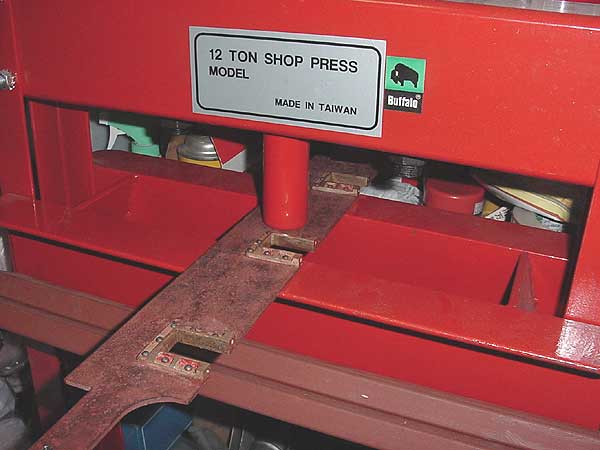 12 TON SHOP PRESS
MODEL
MADE IN TAIWAN
Buffalo®